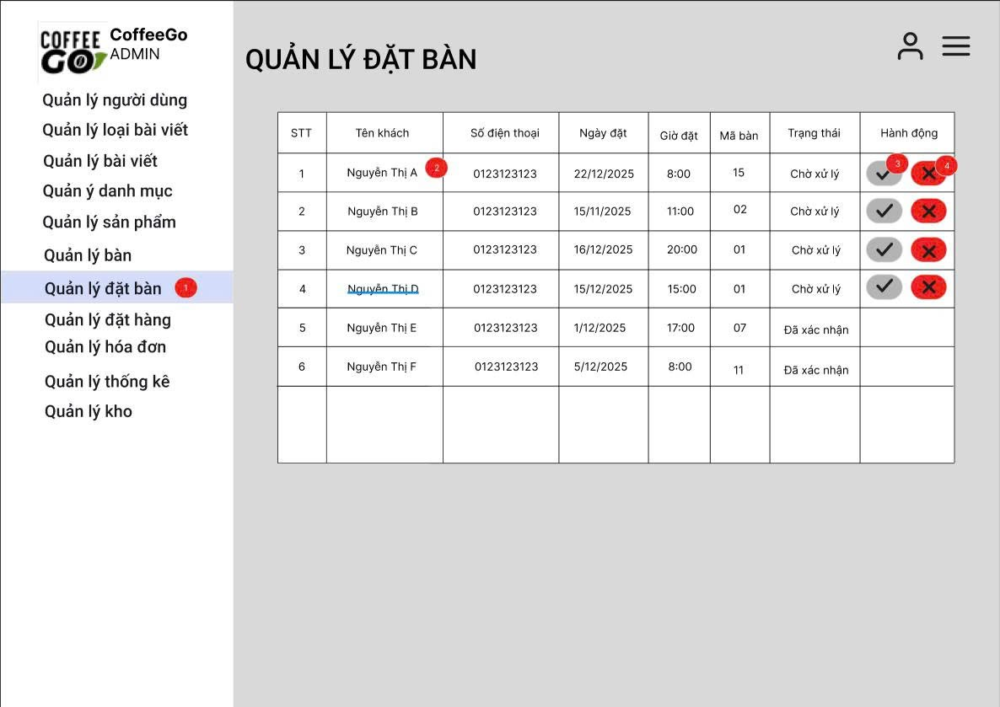 COFFEE
GO
CoffeeGo
ADMIN
QUẢN LÝ ĐẶT BÀN
Quản lý người dùng
Quản lý loại bài viết
Quản lý bài viết
Quản ý danh mục
Quản lý sản phẩm
Quản lý bàn
Quản lý đặt bàn 1
Quản lý đặt hàng
Quản lý hóa đơn
Quản lý thống kê
Quản lý kho
STT Tên khách Số điện thoại Ngày đặt Giờ đặt Mã bàn Trạng thái Hành động
1 Nguyễn Thị A 2 0123123123 22/12/2025 8:00 15 Chờ xử lý 3 4
2 Nguyễn Thị B 0123123123 15/11/2025 11:00 02 Chờ xử lý
3 Nguyễn Thị C 0123123123 16/12/2025 20:00 01 Chờ xử lý
4 Nguyễn Thị D 0123123123 15/12/2025 15:00 01 Chờ xử lý
5 Nguyễn Thị E 0123123123 1/12/2025 17:00 07 Đã xác nhận
6 Nguyễn Thị F 0123123123 5/12/2025 8:00 11 Đã xác nhận